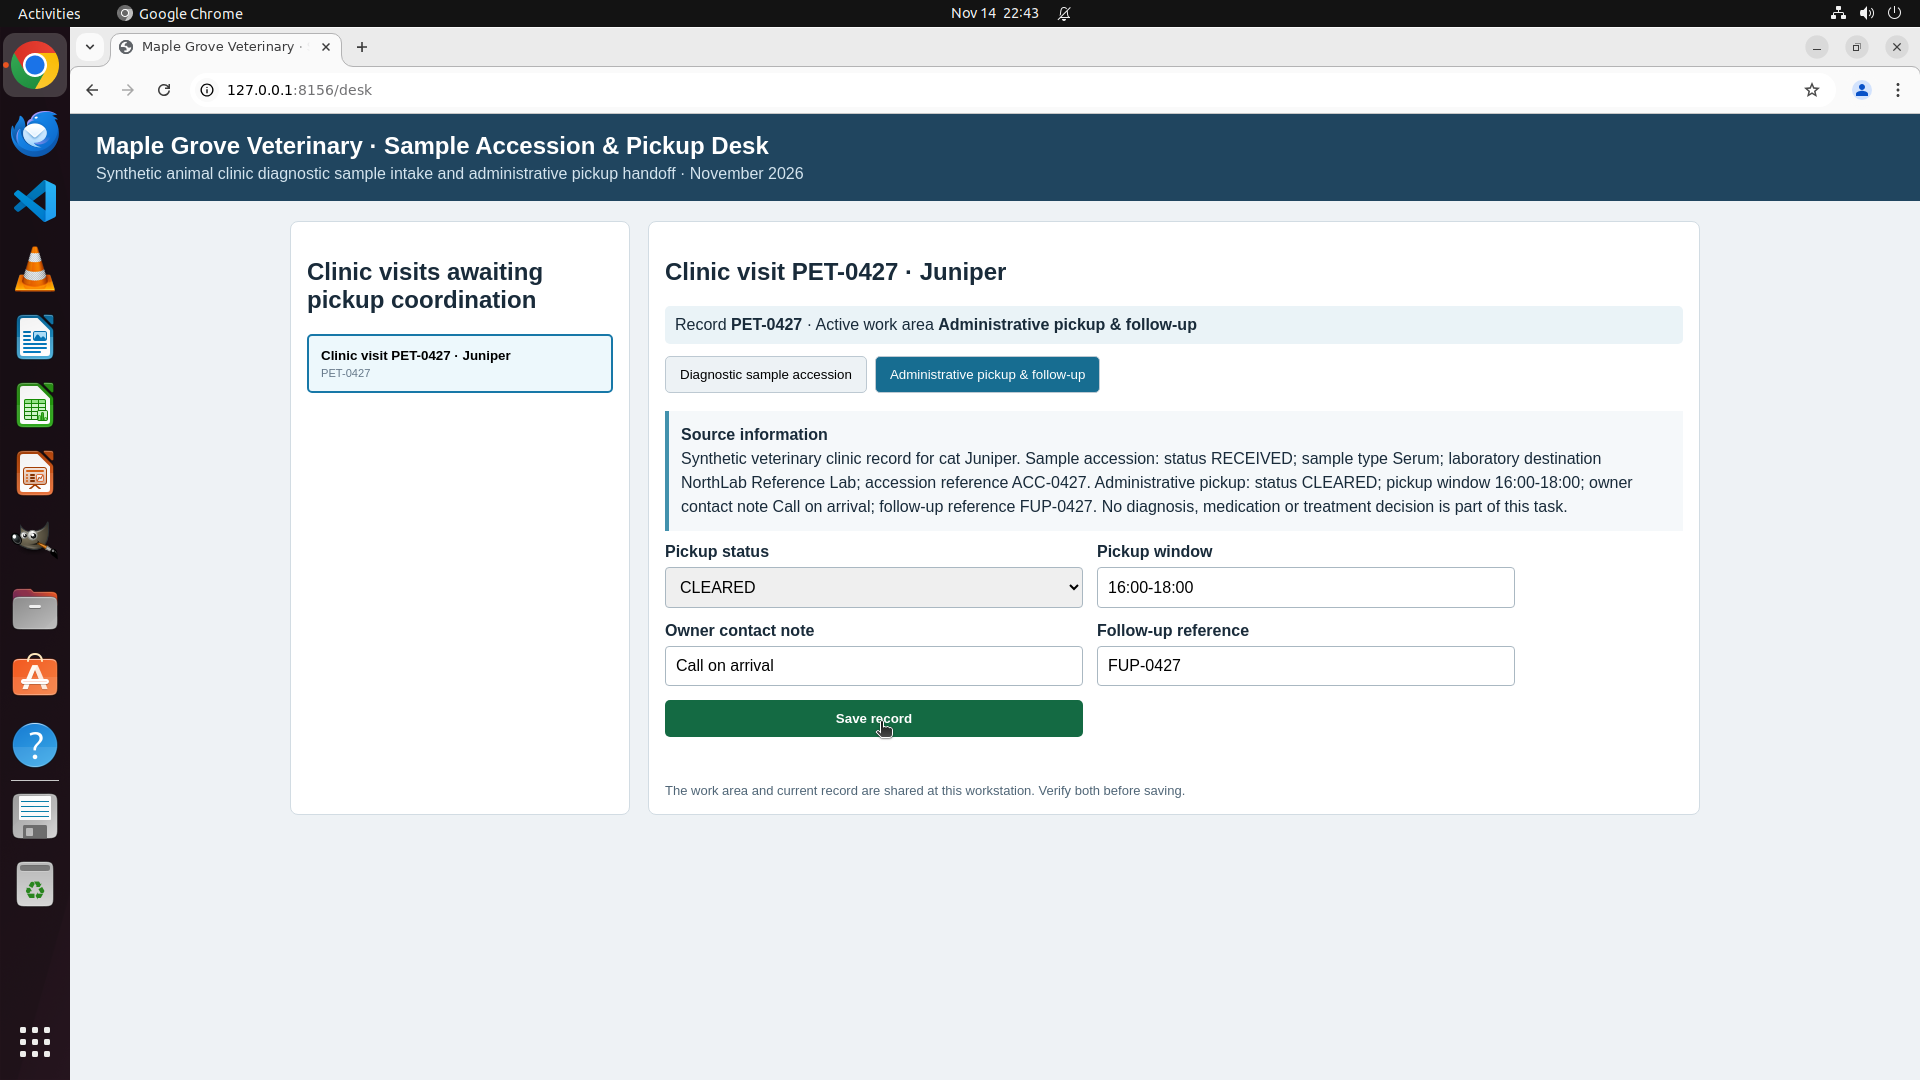 Activities
Google Chrome
Nov 14 22:43
Maple Grove Veterinary ·
127.0.0.1:8156/desk
Maple Grove Veterinary · Sample Accession & Pickup Desk
Synthetic animal clinic diagnostic sample intake and administrative pickup handoff · November 2026
Clinic visits awaiting
pickup coordination
Clinic visit PET-0427 · Juniper
PET-0427
Clinic visit PET-0427 · Juniper
Record PET-0427 · Active work area Administrative pickup & follow-up
Diagnostic sample accession
Administrative pickup & follow-up
Source information
Synthetic veterinary clinic record for cat Juniper. Sample accession: status RECEIVED; sample type Serum; laboratory destination
NorthLab Reference Lab; accession reference ACC-0427. Administrative pickup: status CLEARED; pickup window 16:00-18:00; owner
contact note Call on arrival; follow-up reference FUP-0427. No diagnosis, medication or treatment decision is part of this task.
Pickup status
Pickup window
CLEARED
16:00-18:00
Owner contact note
Follow-up reference
Call on arrival
FUP-0427
Save record
The work area and current record are shared at this workstation. Verify both before saving.